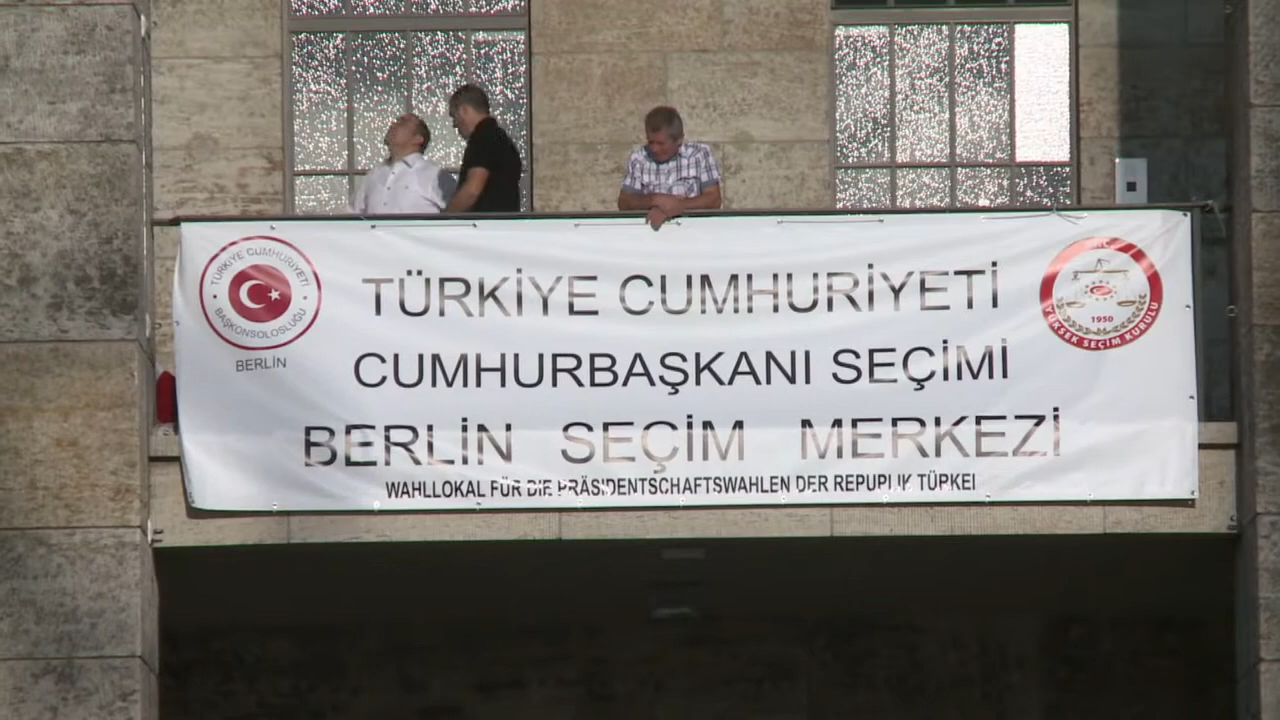 TÜRKİYE CUMHURİYETİ
BAŞKONSOLOSLUĞU
BERLİN
TÜRKİYE CUMHURİYETİ
CUMHURBAŞKANI SEÇİMİ
BERLİN SEÇİM MERKEZİ
WAHLLOKAL FÜR DIE PRÄSIDENTSCHAFTSWAHLEN DER REPUPLIK TÜRKEI
T.C.
1950
YÜKSEK SEÇİM KURULU